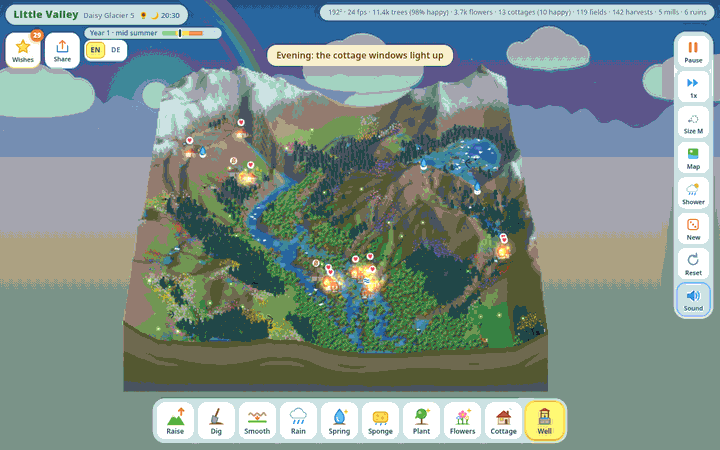 Little Valley Daisy Glacier 5 20:30
192² · 24 fps · 11.4k trees (98% happy) · 3.7k flowers · 13 cottages (10 happy) · 119 fields · 142 harvests · 5 mills · 6 ruins
29
Wishes
Share
Year 1 · mid summer
EN DE
Evening: the cottage windows light up
Pause
1x
Size M
Map
Shower
New
Reset
Sound
Raise Dig Smooth Rain Spring Sponge Plant Flowers Cottage Well